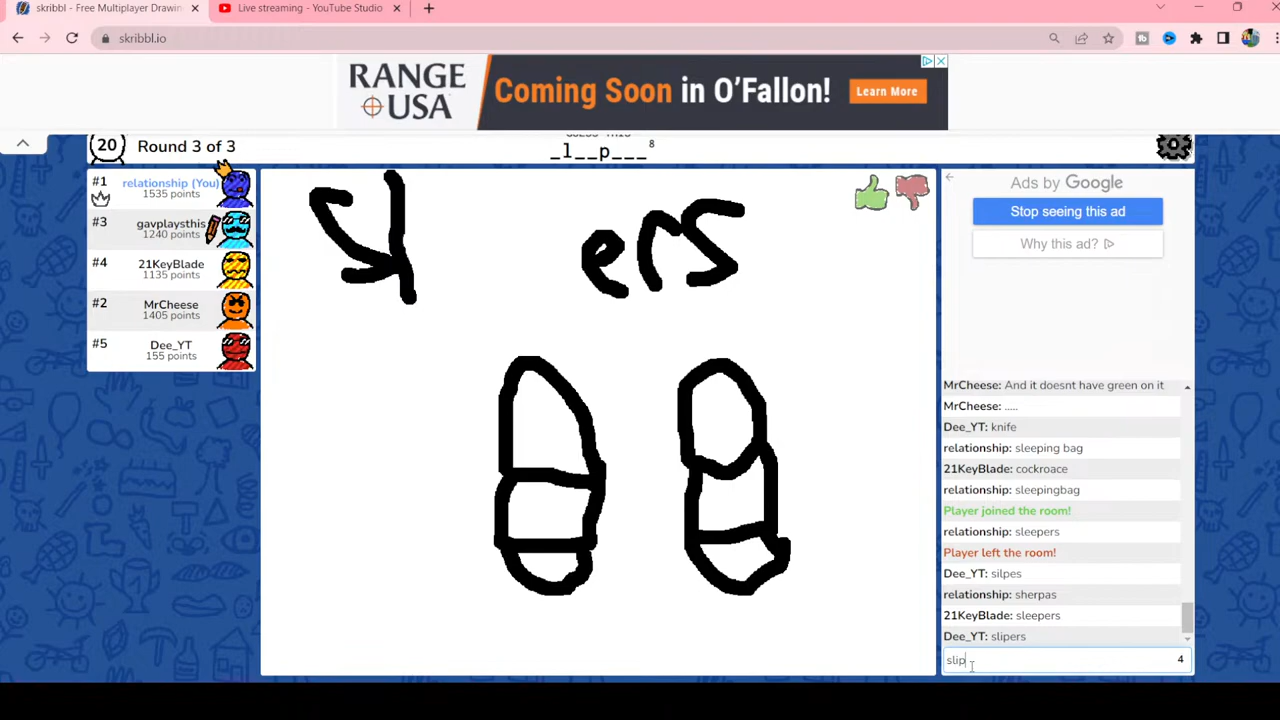 skribbl - Free Multiplayer Drawin
Live streaming - YouTube Studio
skribbl.io
RANGE
USA
Coming Soon in O'Fallon!
Learn More
20
Round 3 of 3
_l__p___ 8
#1
relationship (You)
1535 points
#3
gavplaysthis
1240 points
#4
21KeyBlade
1135 points
#2
MrCheese
1405 points
#5
Dee_YT
155 points
ers
Ads by Google
Stop seeing this ad
Why this ad?
MrCheese: And it doesnt have green on it
MrCheese: .....
Dee_YT: knife
relationship: sleeping bag
21KeyBlade: cockroace
relationship: sleepingbag
Player joined the room!
relationship: sleepers
Player left the room!
Dee_YT: silpes
relationship: sherpas
21KeyBlade: sleepers
Dee_YT: slipers
slip
4